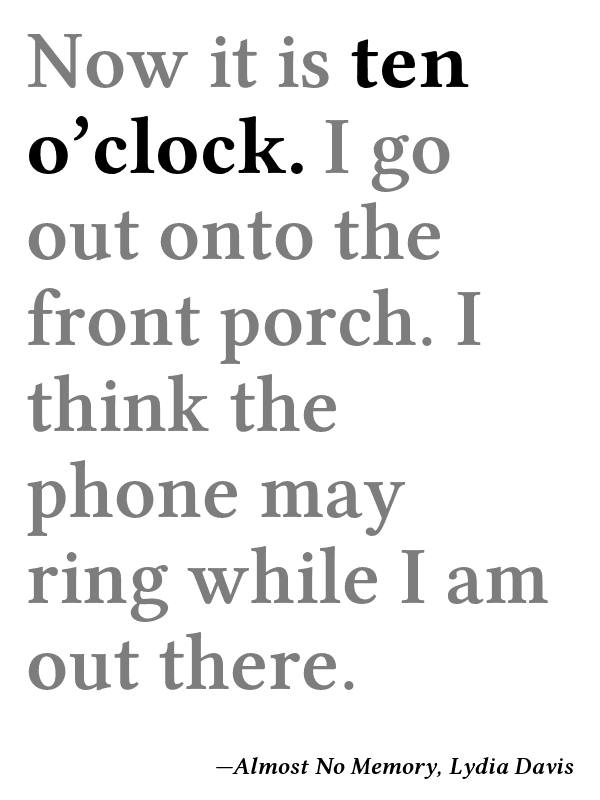 Now it is ten
o’clock. I go
out onto the
front porch. I
think the
phone may
ring while I am
out there.
—Almost No Memory, Lydia Davis